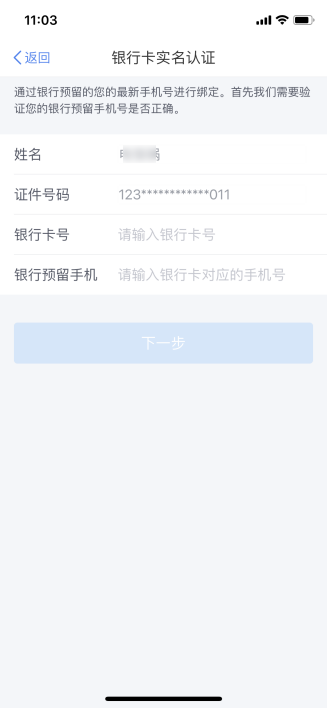 11:03
返回
银行卡实名认证
通过银行预留的您的最新手机号进行绑定。首先我们需要验
证您的银行预留手机号是否正确。
姓名
证件号码 123************011
银行卡号 请输入银行卡号
银行预留手机 请输入银行卡对应的手机号
下一步